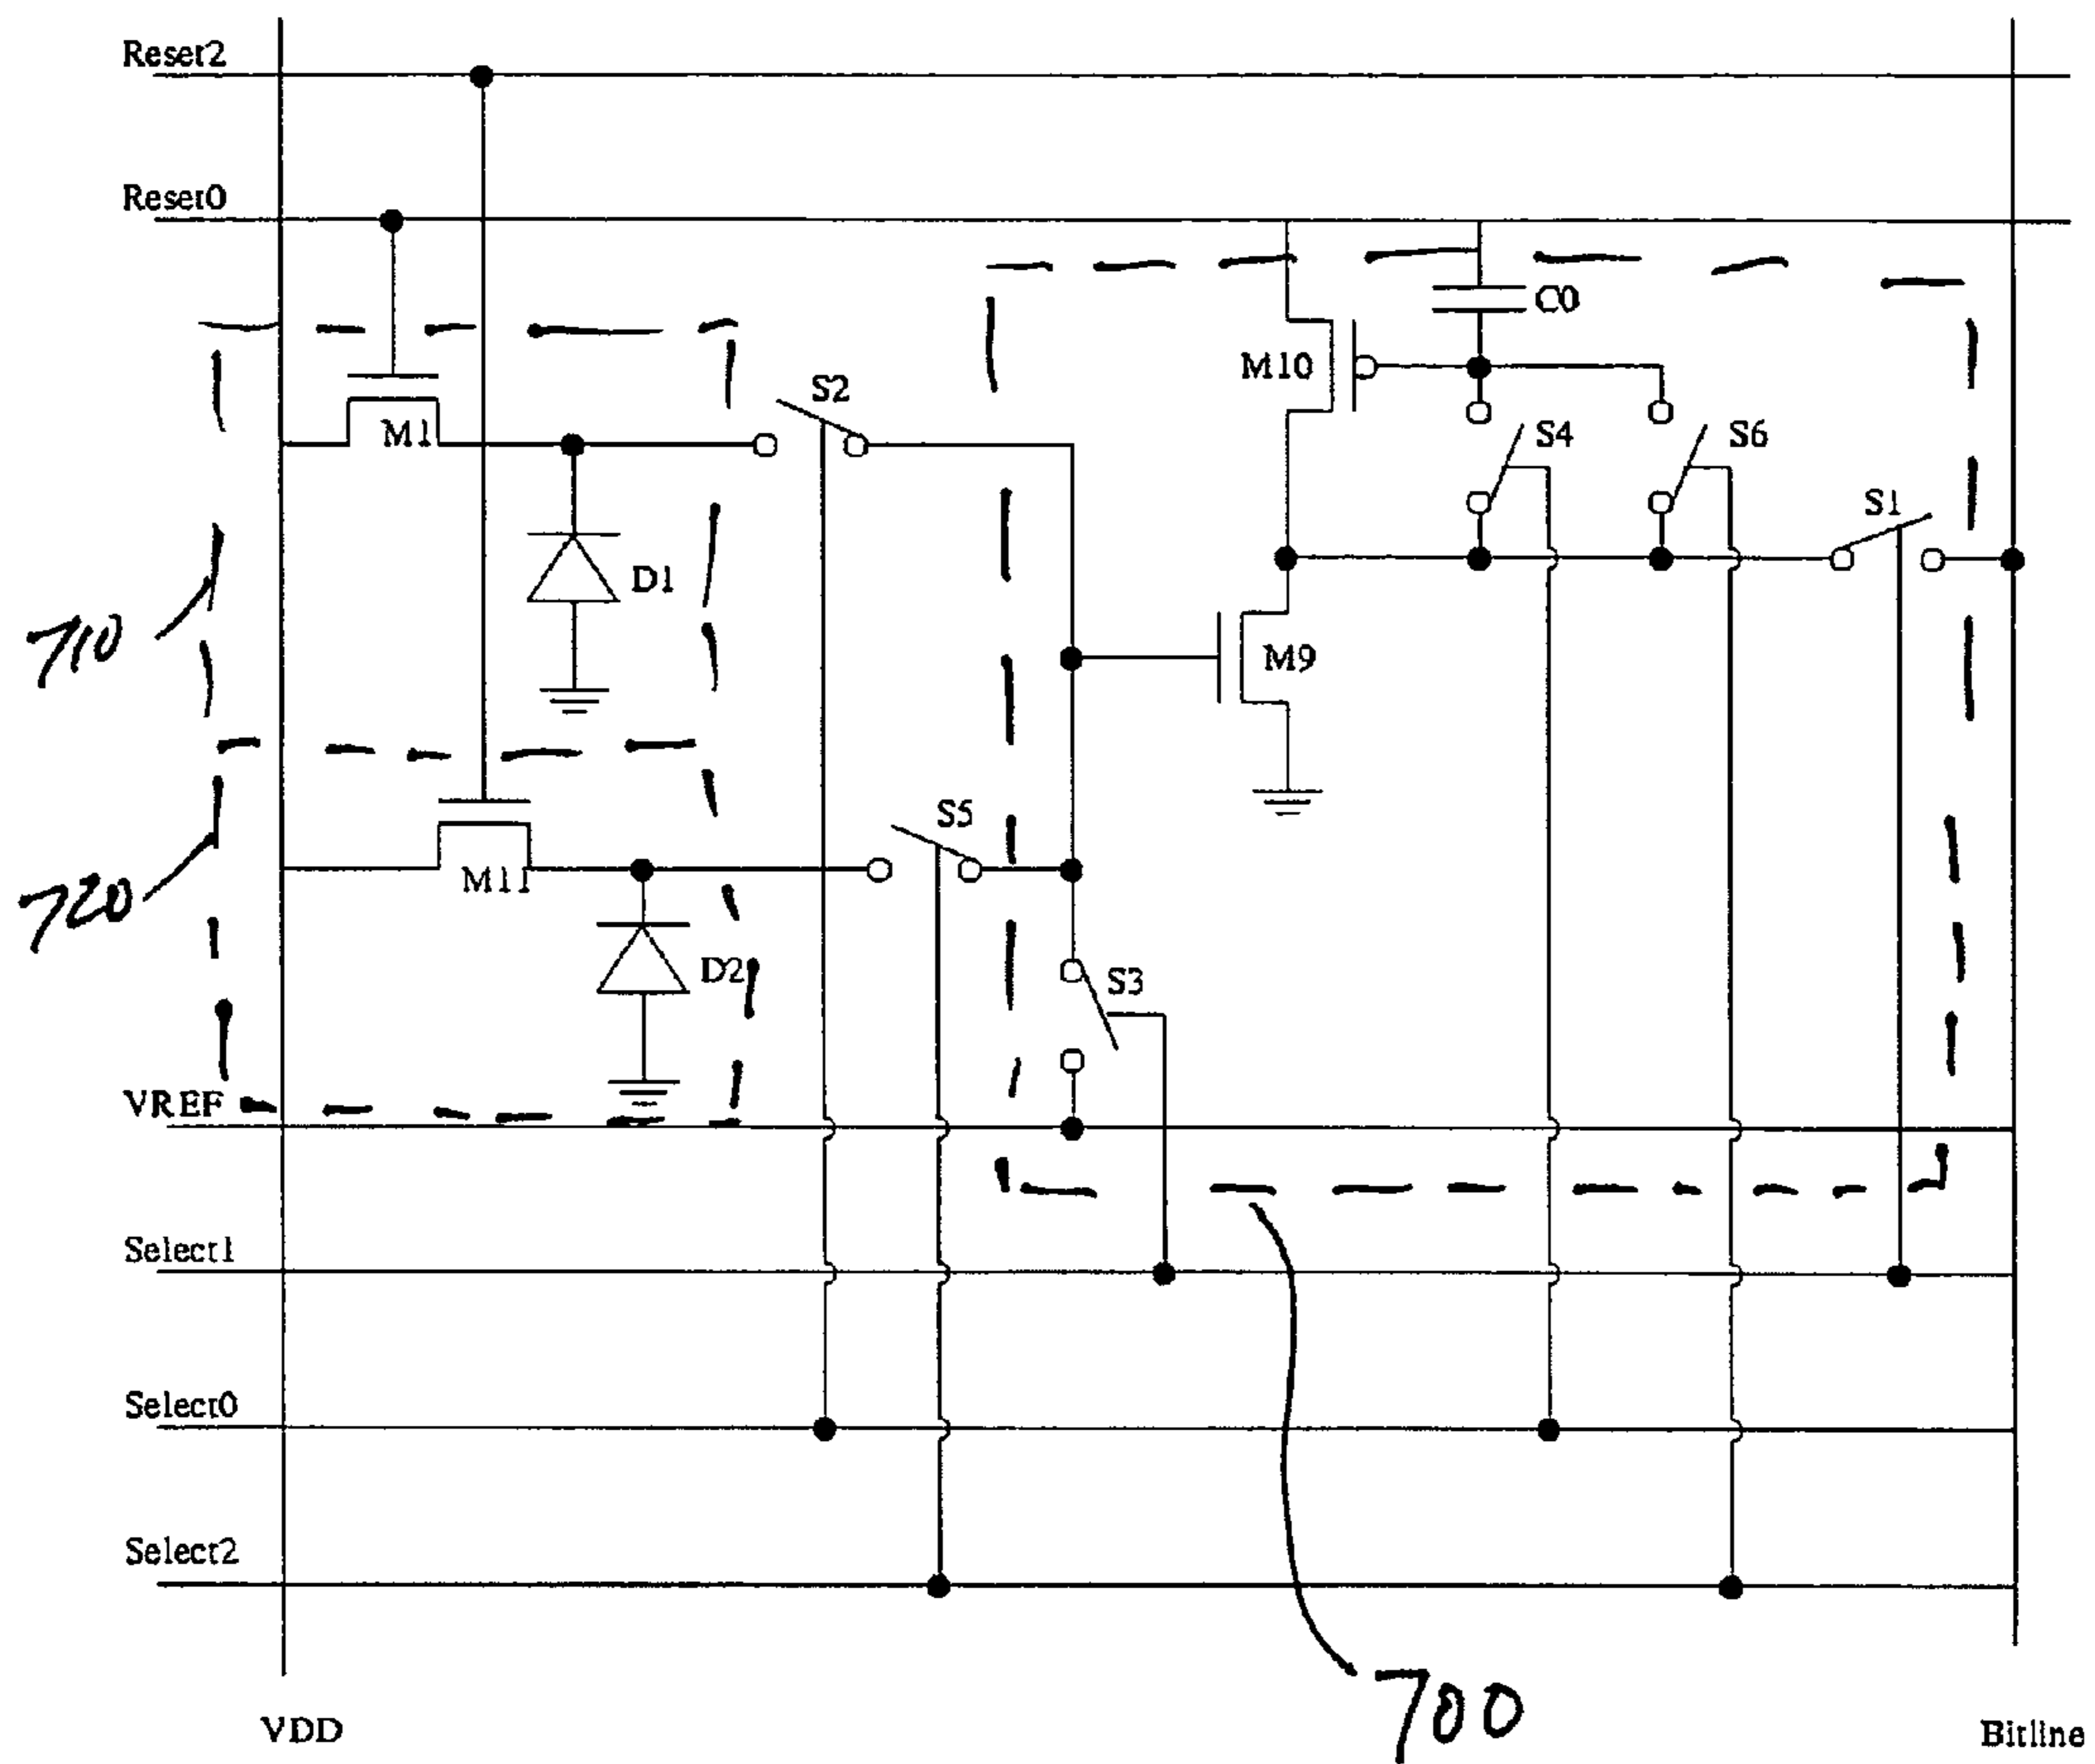 Reset2
Reset0
C0
M10
S2
M1
S4
S6
S1
D1
710
M9
S5
M11
720
D2
S3
VREF
Select1
Select0
Select2
700
VDD
Bitline